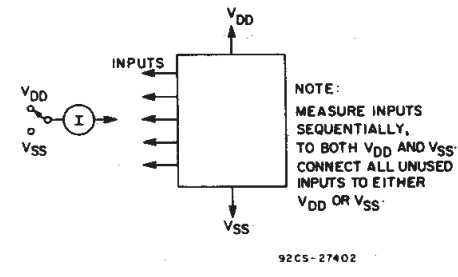 VDD
INPUTS
VDD
I
VSS
NOTE:
MEASURE INPUTS
SEQUENTIALLY,
TO BOTH VDD AND VSS.
CONNECT ALL UNUSED
INPUTS TO EITHER
VDD OR VSS.
VSS
92CS-27402